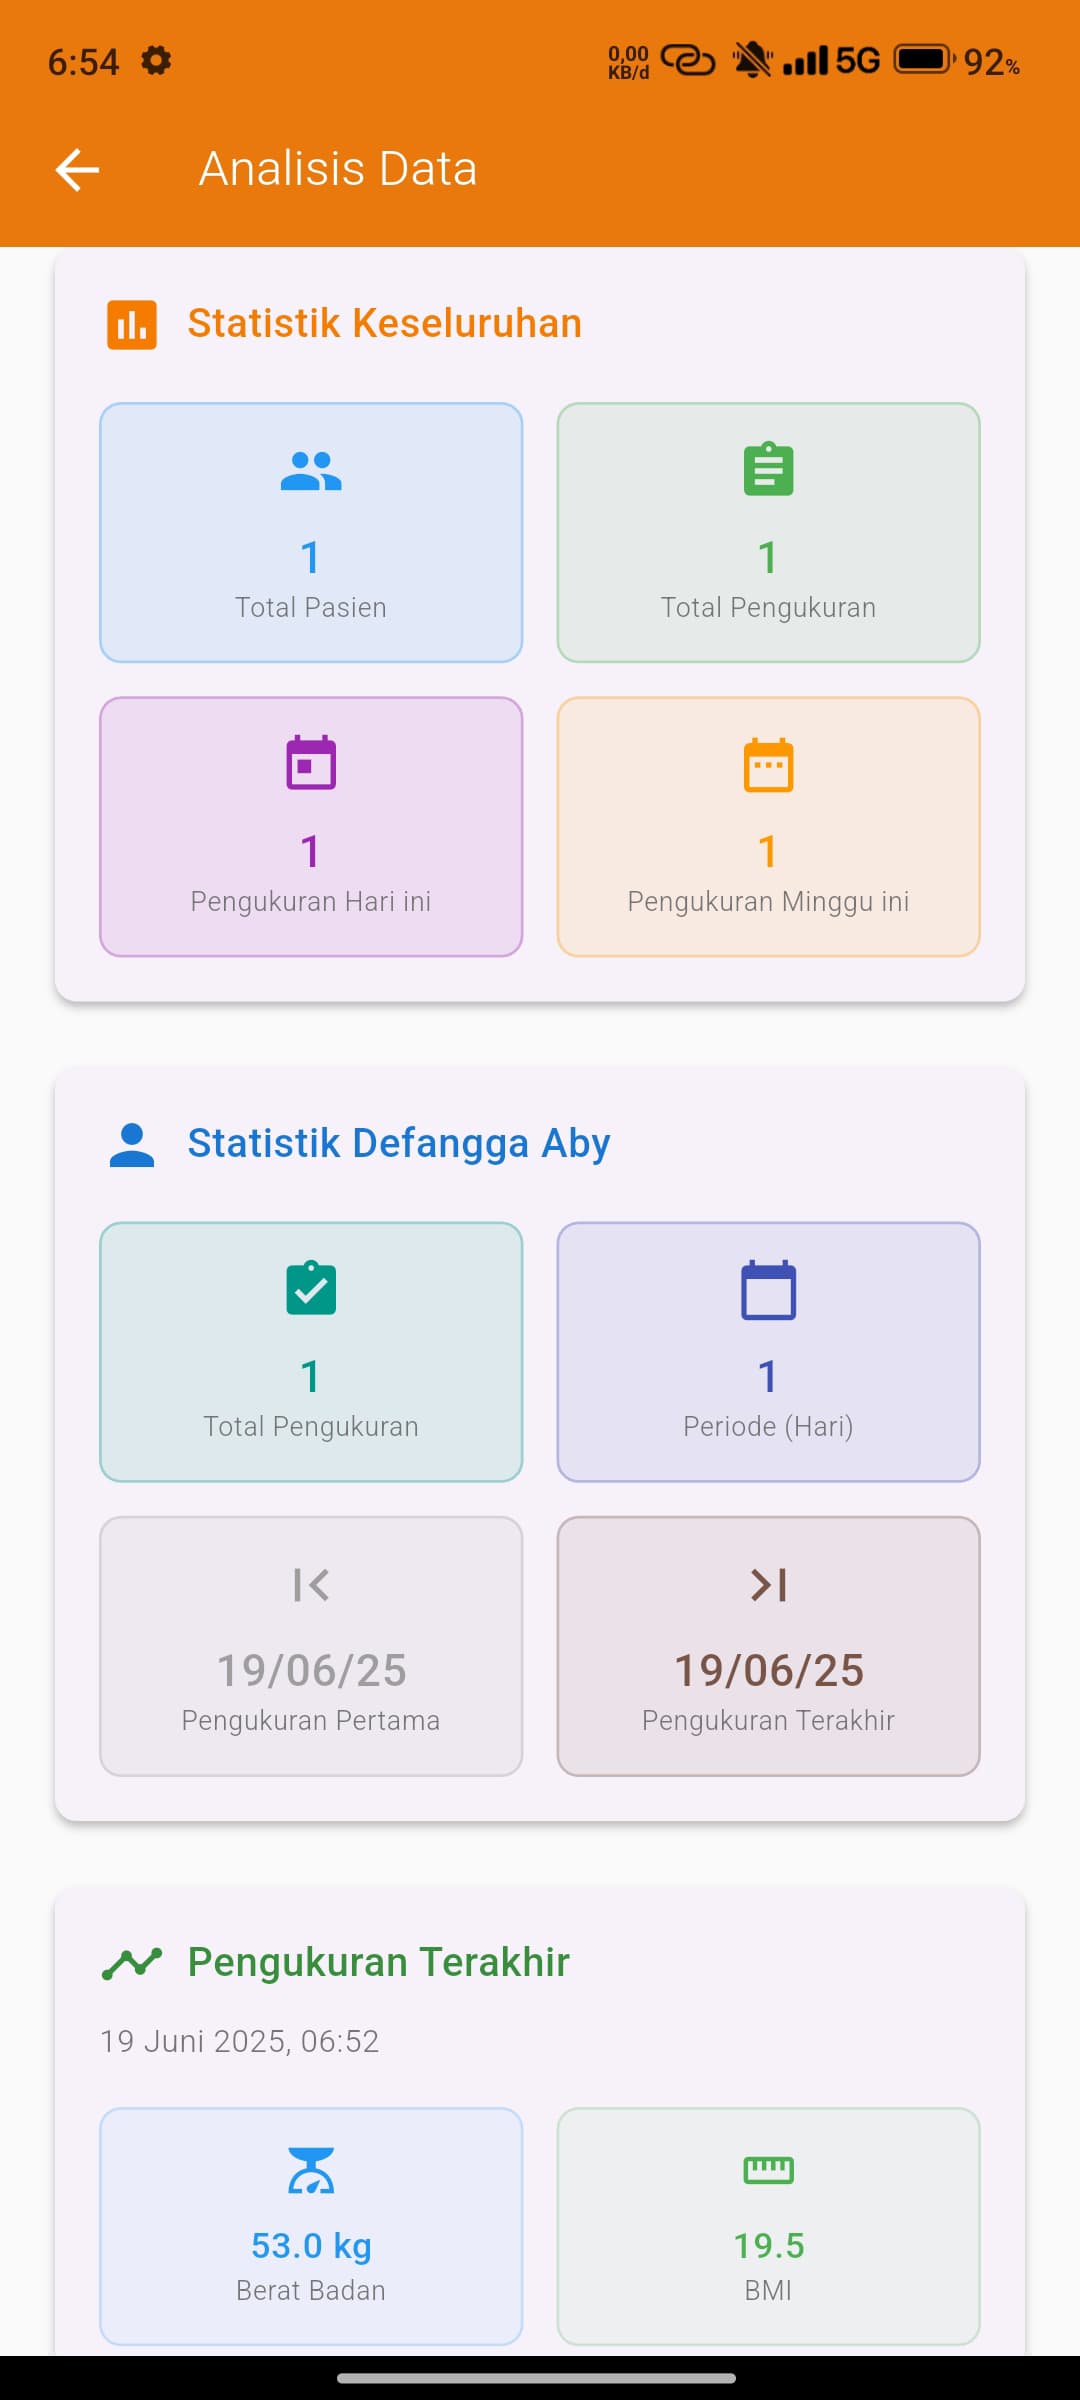 6:54
0,00
KB/d
5G
92%
Analisis Data
Statistik Keseluruhan
1
Total Pasien
1
Total Pengukuran
1
Pengukuran Hari ini
1
Pengukuran Minggu ini
Statistik Defangga Aby
1
Total Pengukuran
1
Periode (Hari)
19/06/25
Pengukuran Pertama
19/06/25
Pengukuran Terakhir
Pengukuran Terakhir
19 Juni 2025, 06:52
53.0 kg
Berat Badan
19.5
BMI